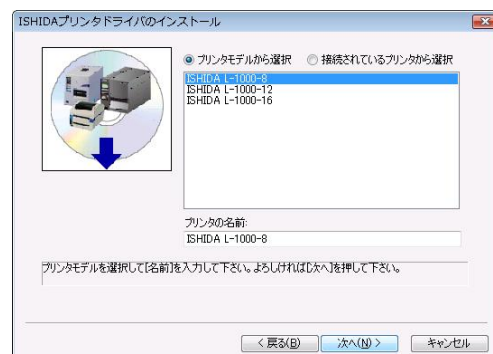 ISHIDAプリンタドライバのインストール
プリンタモデルから選択 接続されているプリンタから選択
ISHIDA L-1000-8
ISHIDA L-1000-12
ISHIDA L-1000-16
プリンタの名前:
ISHIDA L-1000-8
プリンタモデルを選択して[名前]を入力して下さい。よろしければ[次へ]を押して下さい。
< 戻る(B) 次へ(N) > キャンセル